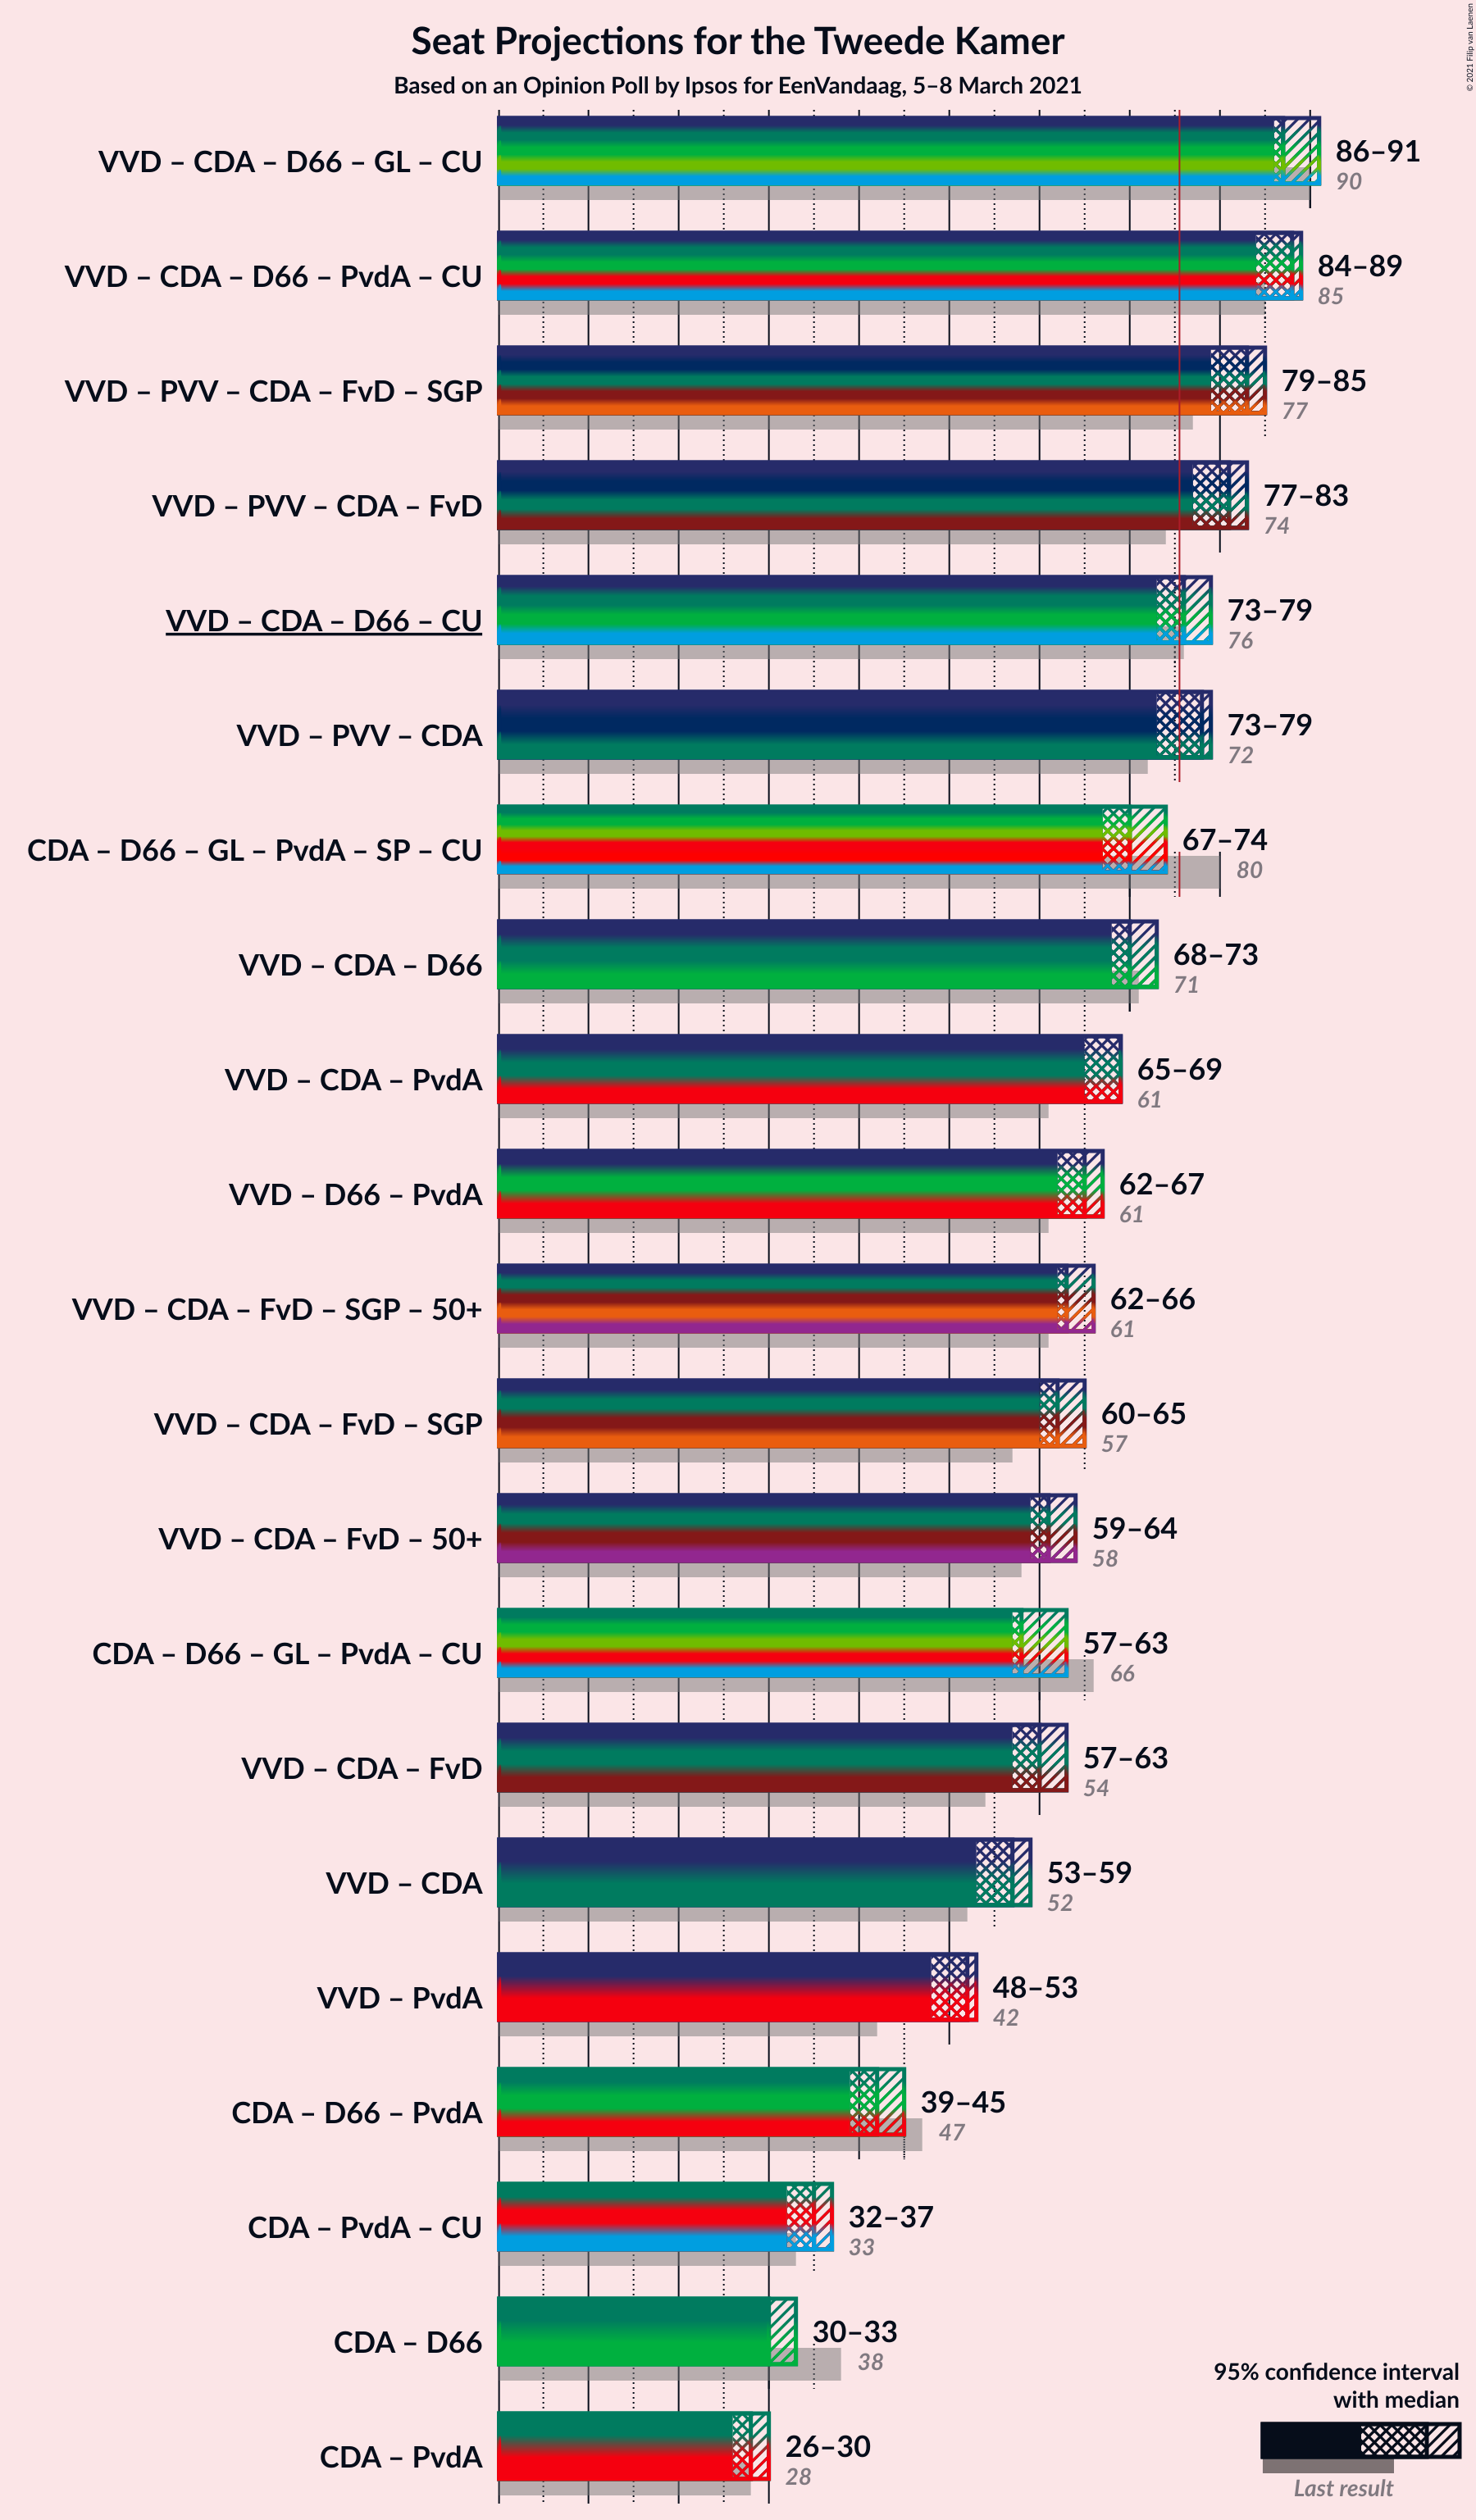 Seat Projections for the Tweede Kamer
Based on an Opinion Poll by Ipsos for EenVandaag, 5–8 March 2021
© 2021 Filip van Laenen
VVD – CDA – D66 – GL – CU
86–91
90
VVD – CDA – D66 – PvdA – CU
84–89
85
VVD – PVV – CDA – FvD – SGP
79–85
77
VVD – PVV – CDA – FvD
77–83
74
VVD – CDA – D66 – CU
73–79
76
VVD – PVV – CDA
73–79
72
CDA – D66 – GL – PvdA – SP – CU
67–74
80
VVD – CDA – D66
68–73
71
VVD – CDA – PvdA
65–69
61
VVD – D66 – PvdA
62–67
61
VVD – CDA – FvD – SGP – 50+
62–66
61
VVD – CDA – FvD – SGP
60–65
57
VVD – CDA – FvD – 50+
59–64
58
CDA – D66 – GL – PvdA – CU
57–63
66
VVD – CDA – FvD
57–63
54
VVD – CDA
53–59
52
VVD – PvdA
48–53
42
CDA – D66 – PvdA
39–45
47
CDA – PvdA – CU
32–37
33
CDA – D66
30–33
38
CDA – PvdA
26–30
28
95% confidence interval
with median
Last result